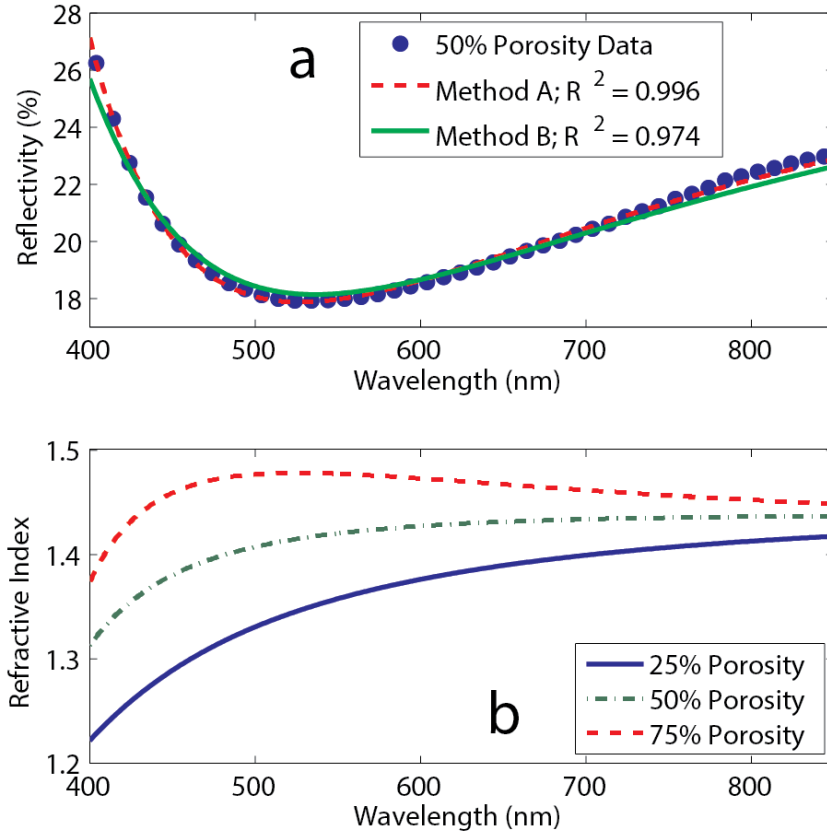 28
26
24
22
20
18
Reflectivity (%)
a
50% Porosity Data
Method A; R 2 = 0.996
Method B; R 2 = 0.974
400 500 600 700 800
Wavelength (nm)
1.5
1.4
1.3
1.2
Refractive Index
b
25% Porosity
50% Porosity
75% Porosity
400 500 600 700 800
Wavelength (nm)